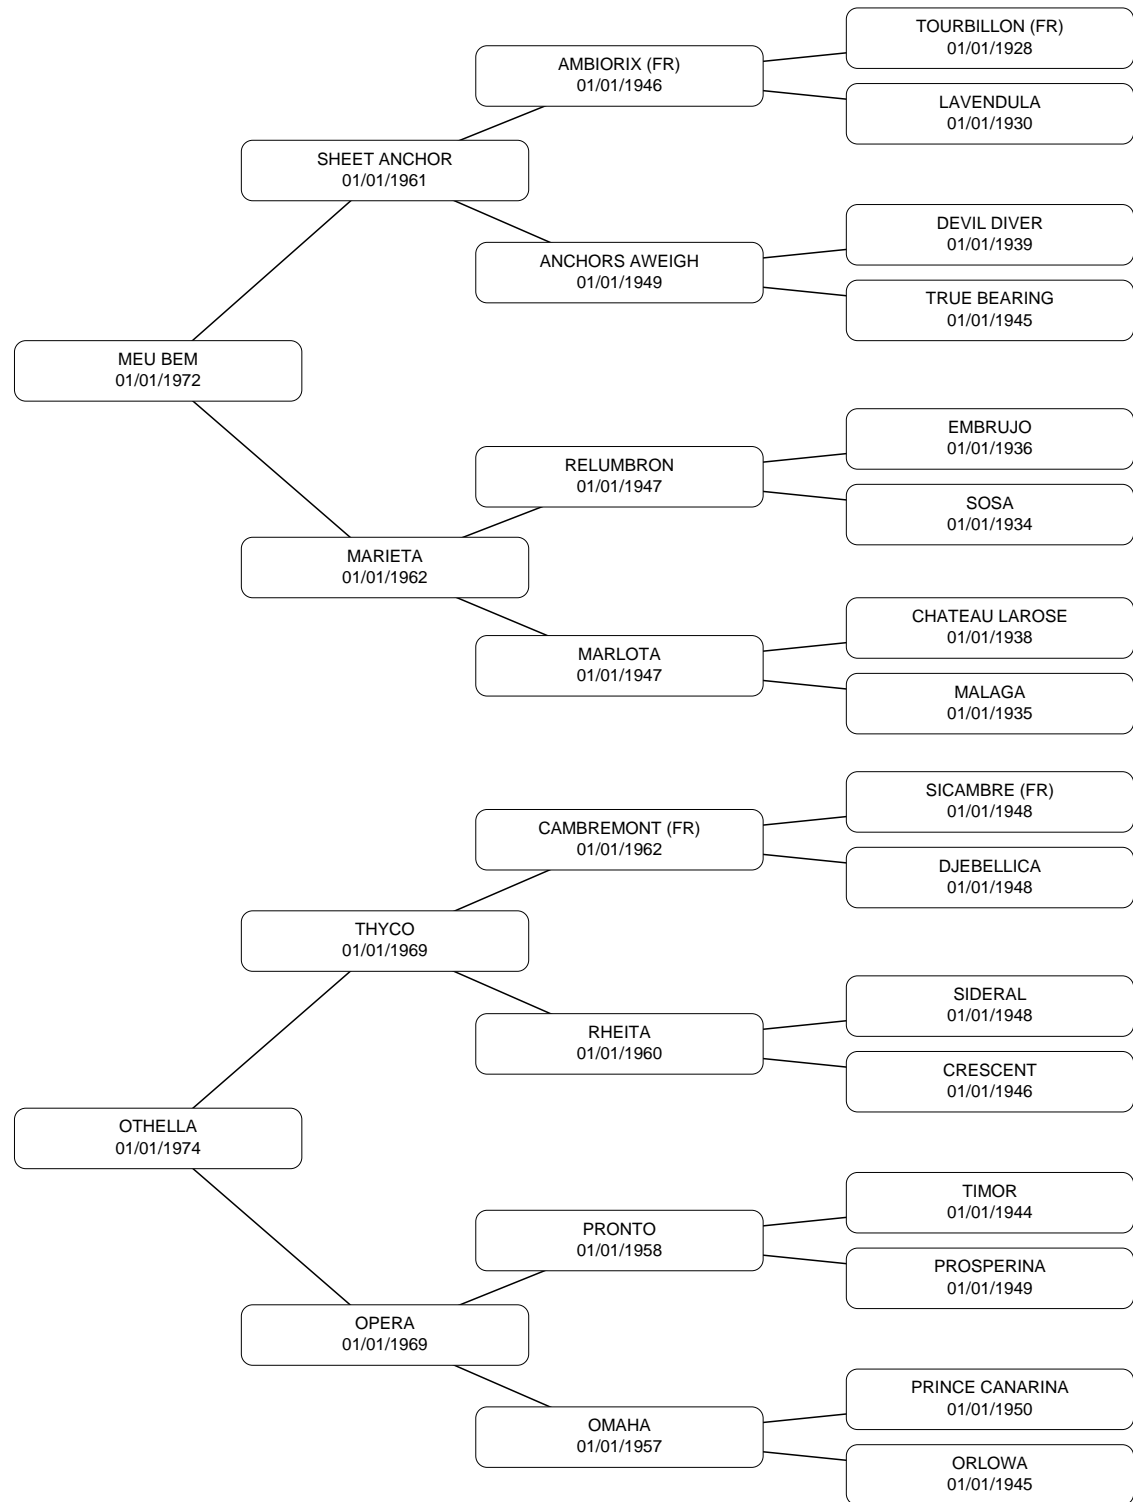 TOURBILLON (FR)
01/01/1928
AMBIORIX (FR)
01/01/1946
LAVENDULA
01/01/1930
SHEET ANCHOR
01/01/1961
DEVIL DIVER
01/01/1939
ANCHORS AWEIGH
01/01/1949
TRUE BEARING
01/01/1945
MEU BEM
01/01/1972
EMBRUJO
01/01/1936
RELUMBRON
01/01/1947
SOSA
01/01/1934
MARIETA
01/01/1962
CHATEAU LAROSE
01/01/1938
MARLOTA
01/01/1947
MALAGA
01/01/1935
SICAMBRE (FR)
01/01/1948
CAMBREMONT (FR)
01/01/1962
DJEBELLICA
01/01/1948
THYCO
01/01/1969
SIDERAL
01/01/1948
RHEITA
01/01/1960
CRESCENT
01/01/1946
OTHELLA
01/01/1974
TIMOR
01/01/1944
PRONTO
01/01/1958
PROSPERINA
01/01/1949
OPERA
01/01/1969
PRINCE CANARINA
01/01/1950
OMAHA
01/01/1957
ORLOWA
01/01/1945